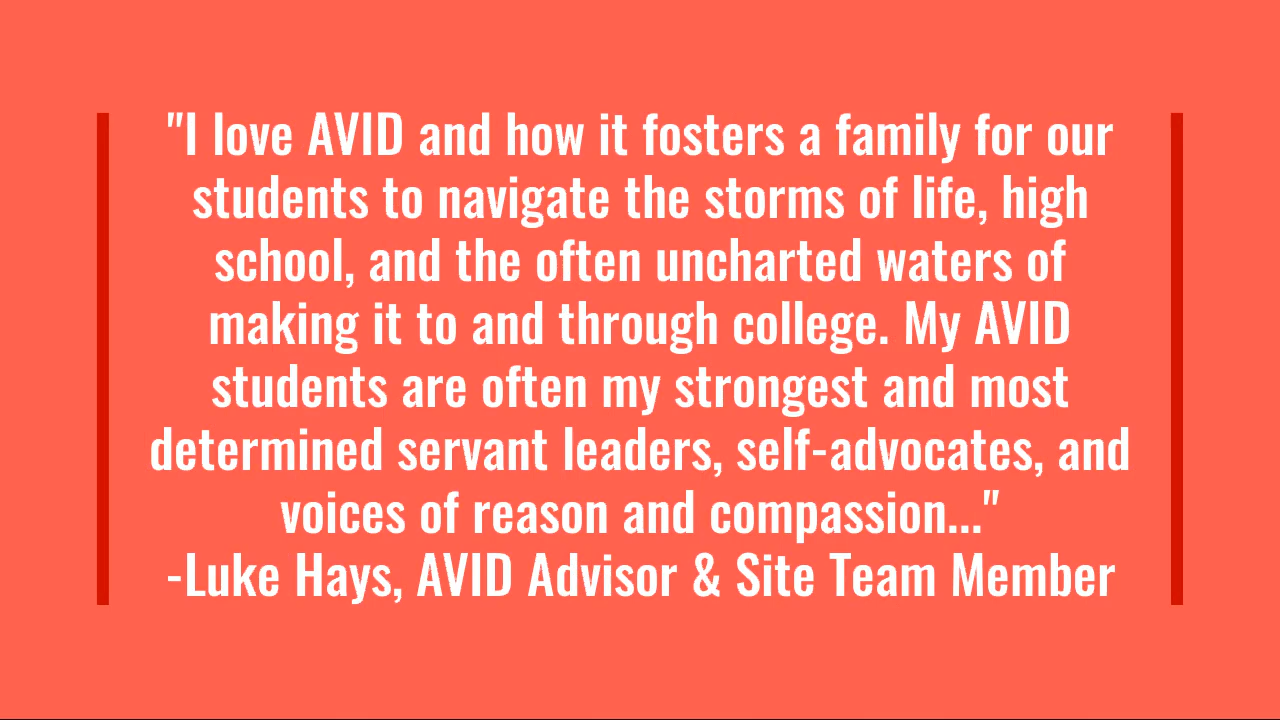 "I love AVID and how it fosters a family for our
students to navigate the storms of life, high
school, and the often uncharted waters of
making it to and through college. My AVID
students are often my strongest and most
determined servant leaders, self-advocates, and
voices of reason and compassion..."
-Luke Hays, AVID Advisor & Site Team Member